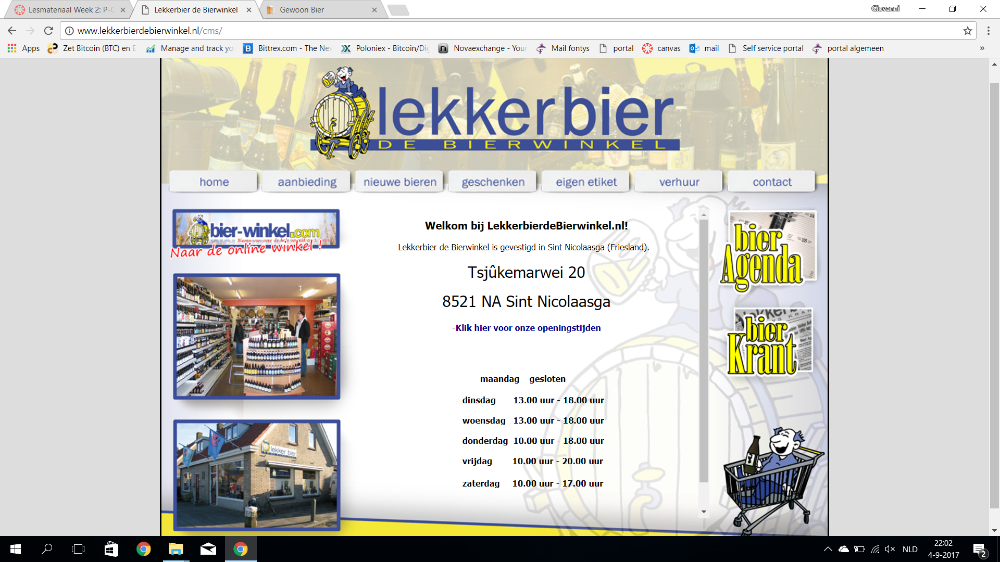 Lesmateriaal Week 2: P-C
Lekkerbier de Bierwinkel
Gewoon Bier
Giovanni
www.lekkerbierdebierwinkel.nl/cms/
Apps
Zet Bitcoin (BTC) en E
Manage and track yo
Bittrex.com - The Nex
Poloniex - Bitcoin/Dig
Novaexchange - Your
Mail fontys
portal
canvas
mail
Self service portal
portal algemeen
»
lekkerbier
DE BIERWINKEL
home
aanbieding
nieuwe bieren
geschenken
eigen etiket
verhuur
contact
bier-winkel.com
Naar de online winkel !
Welkom bij LekkerbierdeBierwinkel.nl!
Lekkerbier de Bierwinkel is gevestigd in Sint Nicolaasga (Friesland).
Tsjûkemarwei 20
8521 NA Sint Nicolaasga
-Klik hier voor onze openingstijden
maandag gesloten
dinsdag 13.00 uur - 18.00 uur
woensdag 13.00 uur - 18.00 uur
donderdag 10.00 uur - 18.00 uur
vrijdag 10.00 uur - 20.00 uur
zaterdag 10.00 uur - 17.00 uur
bier
Agenda
bier
Krant
lekker bier
NLD
22:02
4-9-2017
2